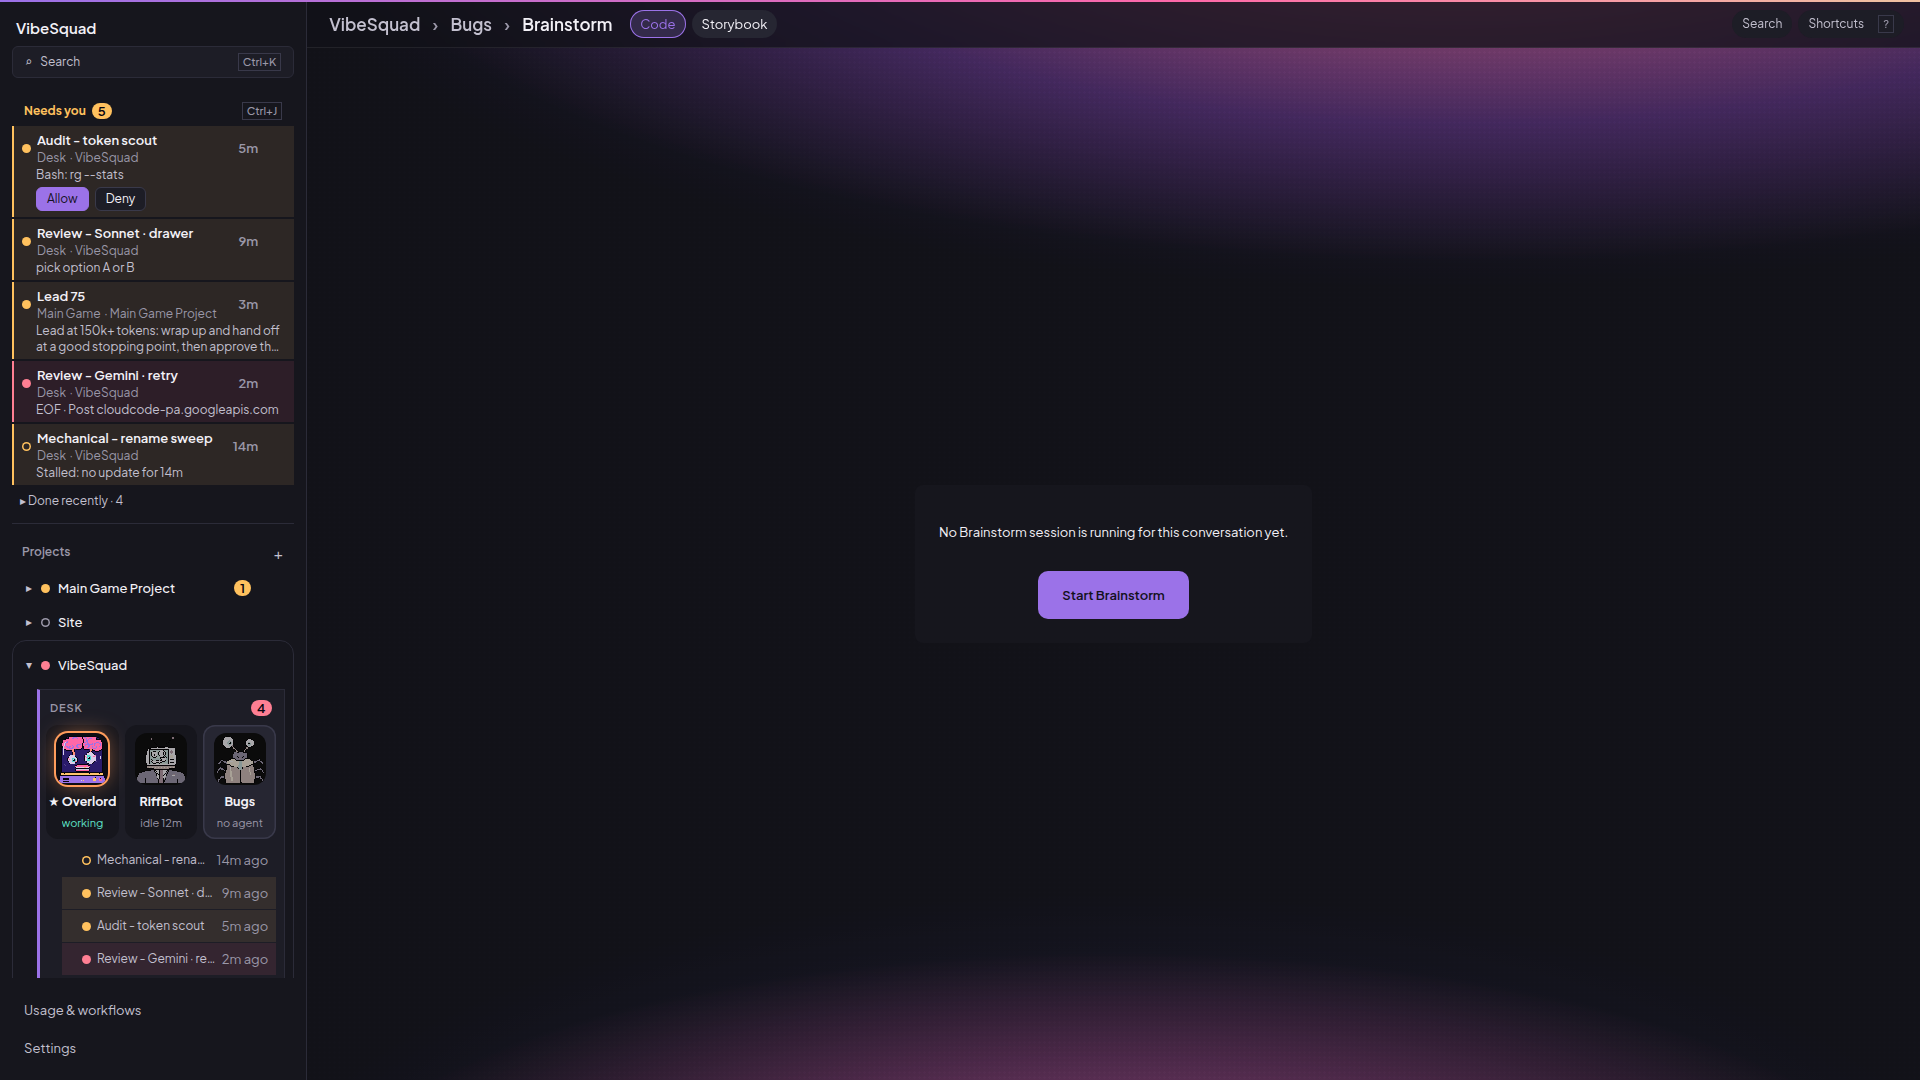 VibeSquad
Search Ctrl+K
Needs you 5 Ctrl+J
Audit - token scout 5m
Desk · VibeSquad
Bash: rg --stats
Allow Deny
Review - Sonnet · drawer 9m
Desk · VibeSquad
pick option A or B
Lead 75 3m
Main Game · Main Game Project
Lead at 150k+ tokens: wrap up and hand off
at a good stopping point, then approve th…
Review - Gemini · retry 2m
Desk · VibeSquad
EOF · Post cloudcode-pa.googleapis.com
Mechanical - rename sweep 14m
Desk · VibeSquad
Stalled: no update for 14m
▸ Done recently · 4
Projects +
▸ Main Game Project 1
▸ Site
▾ VibeSquad
DESK 4
★ Overlord RiffBot Bugs
working idle 12m no agent
Mechanical - rena… 14m ago
Review - Sonnet · d… 9m ago
Audit - token scout 5m ago
Review - Gemini · re… 2m ago
Usage & workflows
Settings
VibeSquad › Bugs › Brainstorm Code Storybook
Search Shortcuts ?
No Brainstorm session is running for this conversation yet.
Start Brainstorm